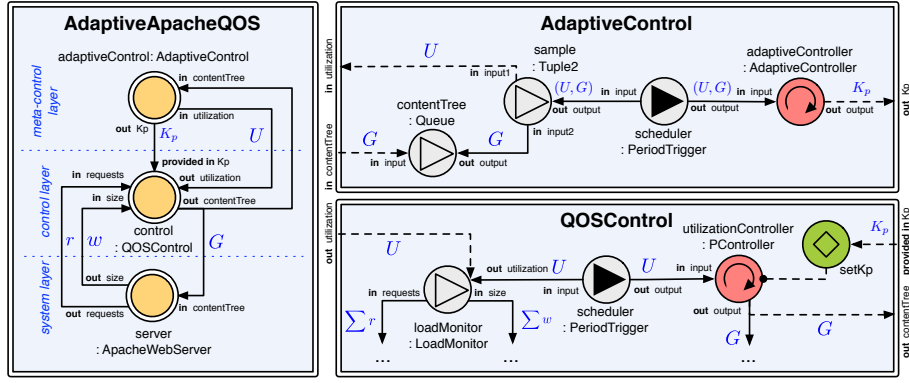 AdaptiveApacheQOS
adaptiveControl: AdaptiveControl
meta-control
layer
in contentTree
in utilization
out Kp
K_p
U
provided in Kp
control layer
in requests
out utilization
in size
out contentTree
control
: QOSControl
r
w
G
system layer
out size
in contentTree
out requests
server
: ApacheWebServer
AdaptiveControl
in utilization
U
sample
: Tuple2
in input1
(U, G)
in input
out output
(U, G)
in input
out output
adaptiveController
: AdaptiveController
K_p
out output
out Kp
contentTree
: Queue
in contentTree
G
in input
G
out output
in input2
scheduler
: PeriodTrigger
QOSControl
out utilization
U
out utilization
U
in input
U
in input
out output
utilizationController
: PController
K_p
provided in Kp
setKp
in requests
in size
∑ r
∑ w
loadMonitor
: LoadMonitor
scheduler
: PeriodTrigger
out output
G
G
out contentTree
...
...
...